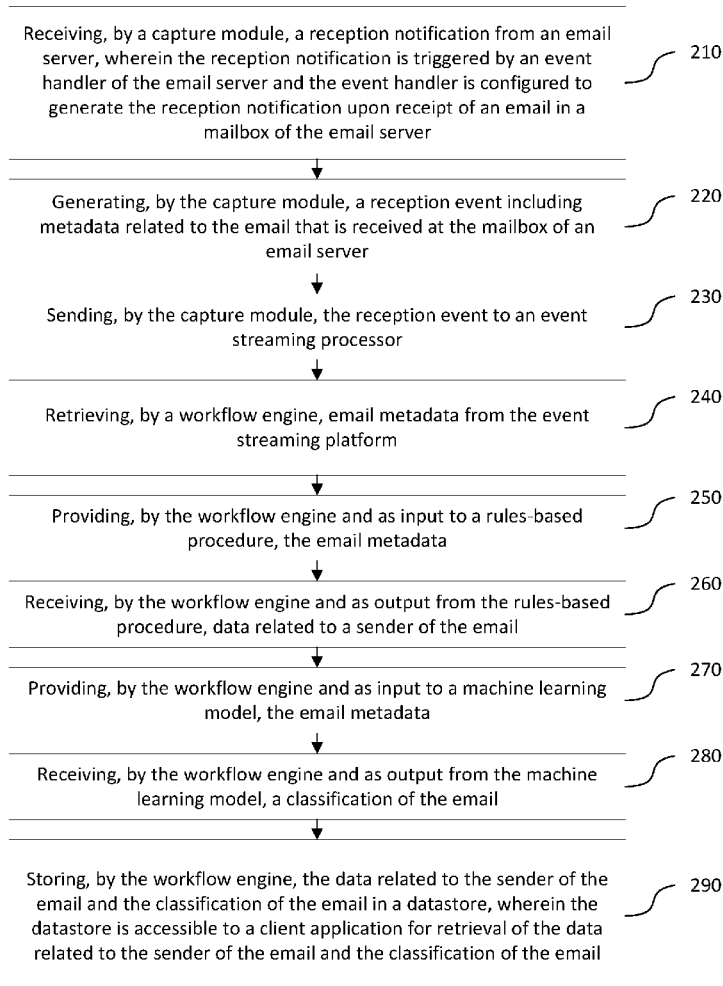 Receiving, by a capture module, a reception notification from an email
server, wherein the reception notification is triggered by an event
handler of the email server and the event handler is configured to
generate the reception notification upon receipt of an email in a
mailbox of the email server
210
Generating, by the capture module, a reception event including
metadata related to the email that is received at the mailbox of an
email server
220
Sending, by the capture module, the reception event to an event
streaming processor
230
Retrieving, by a workflow engine, email metadata from the event
streaming platform
240
Providing, by the workflow engine and as input to a rules-based
procedure, the email metadata
250
Receiving, by the workflow engine and as output from the rules-based
procedure, data related to a sender of the email
260
Providing, by the workflow engine and as input to a machine learning
model, the email metadata
270
Receiving, by the workflow engine and as output from the machine
learning model, a classification of the email
280
Storing, by the workflow engine, the data related to the sender of the
email and the classification of the email in a datastore, wherein the
datastore is accessible to a client application for retrieval of the data
related to the sender of the email and the classification of the email
290